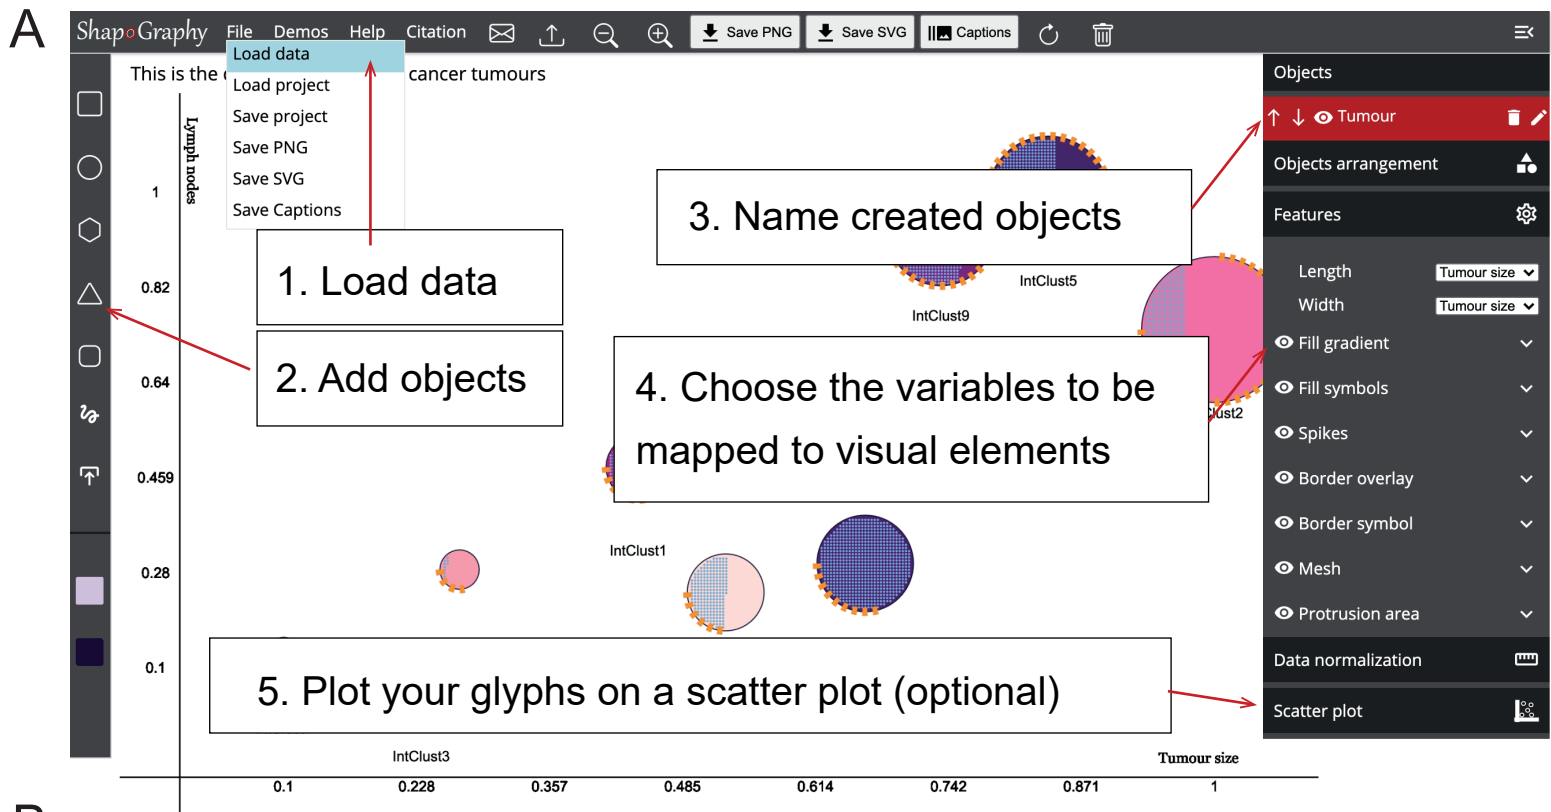 A
ShapoGraphy File Demos Help Citation Save PNG Save SVG Captions
Load data
Load project
Save project
Save PNG
Save SVG
Save Captions
This is the
cancer tumours
Lymph nodes
1
0.82
0.64
0.459
0.28
0.1
1. Load data
2. Add objects
3. Name created objects
4. Choose the variables to be
mapped to visual elements
5. Plot your glyphs on a scatter plot (optional)
IntClust5
IntClust9
Clust2
IntClust1
IntClust3
Tumour size
0.1 0.228 0.357 0.485 0.614 0.742 0.871 1
Objects
Tumour
Objects arrangement
Features
Length Tumour size
Width Tumour size
Fill gradient
Fill symbols
Spikes
Border overlay
Border symbol
Mesh
Protrusion area
Data normalization
Scatter plot